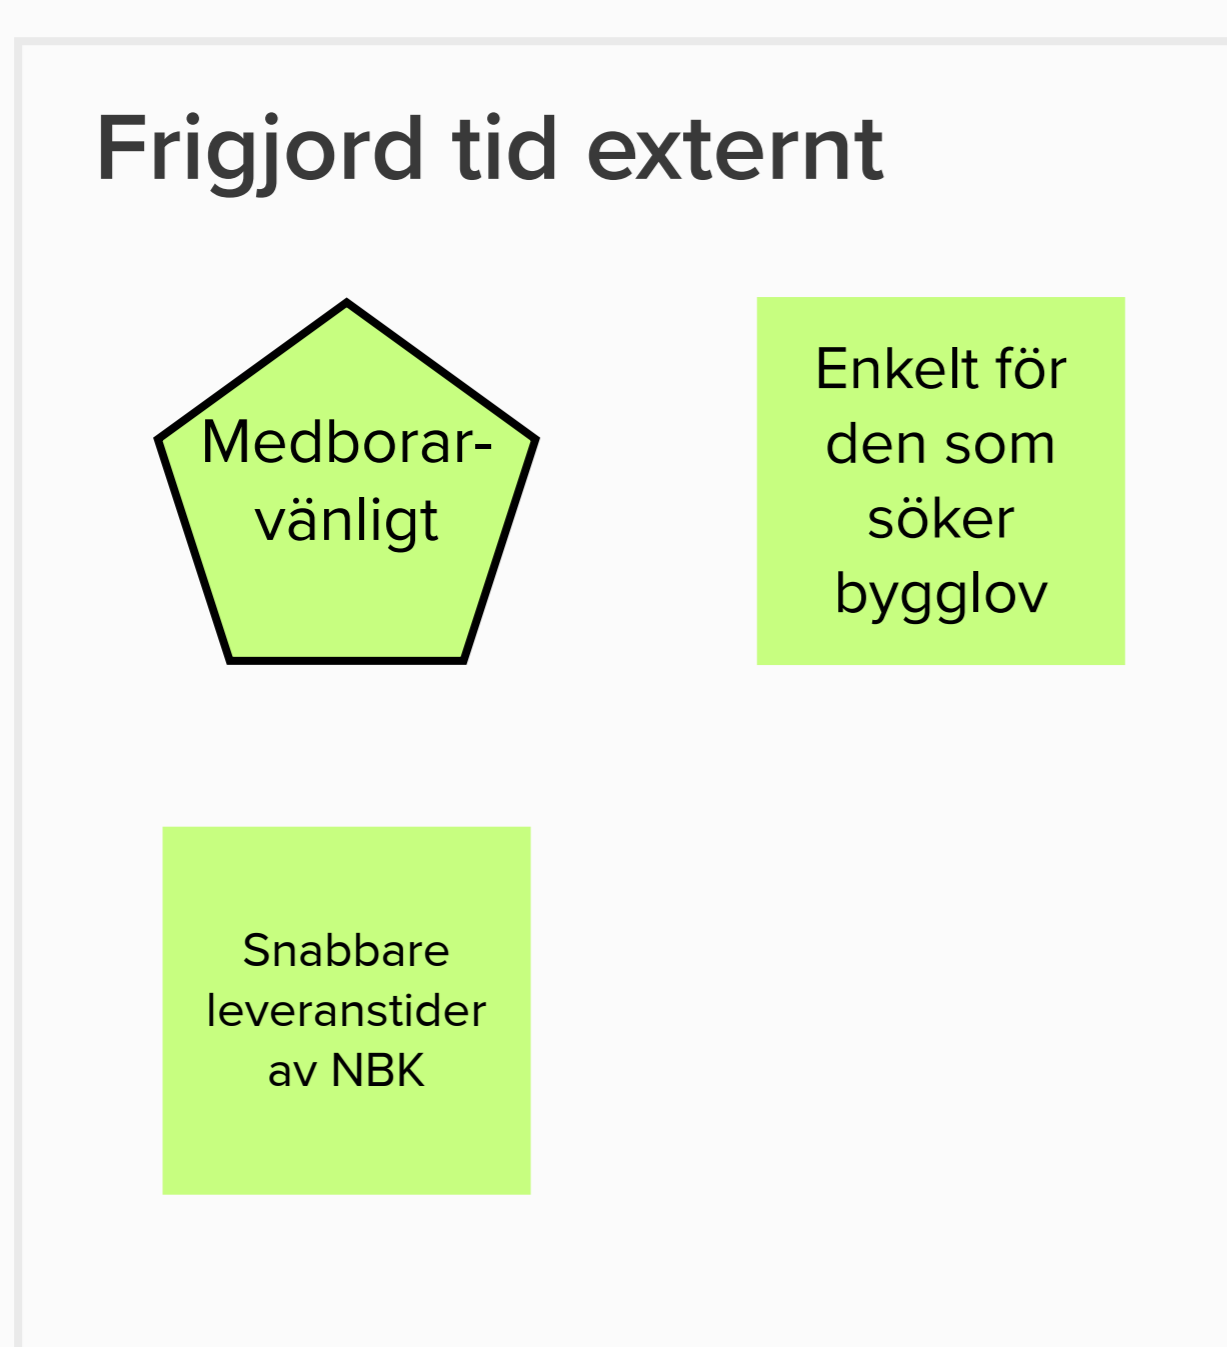 Frigjord tid externt
Medborar-
vänligt
Enkelt för
den som
söker
bygglov
Snabbare
leveranstider
av NBK